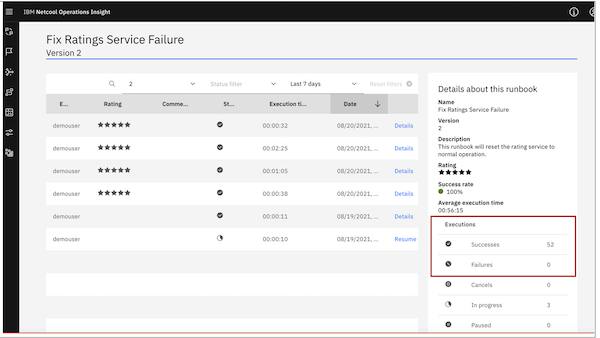 IBM Netcool Operations Insight
Fix Ratings Service Failure
Version 2
2 Status filter Last 7 days Reset filters
E... Rating Comme... St... Execution ti... Date
demouser 00:00:32 08/20/2021, ... Details
demouser 00:02:25 08/20/2021, ... Details
demouser 00:01:05 08/20/2021, ... Details
demouser 00:00:38 08/20/2021, ... Details
demouser 00:00:11 08/19/2021, ... Details
demouser 00:00:10 08/19/2021, ... Resume
Details about this runbook
Name
Fix Ratings Service Failure
Version
2
Description
This runbook will reset the rating service to
normal operation.
Rating
Success rate
100%
Average execution time
00:56:15
Executions
Successes 52
Failures 0
Cancels 0
In progress 3
Paused 0